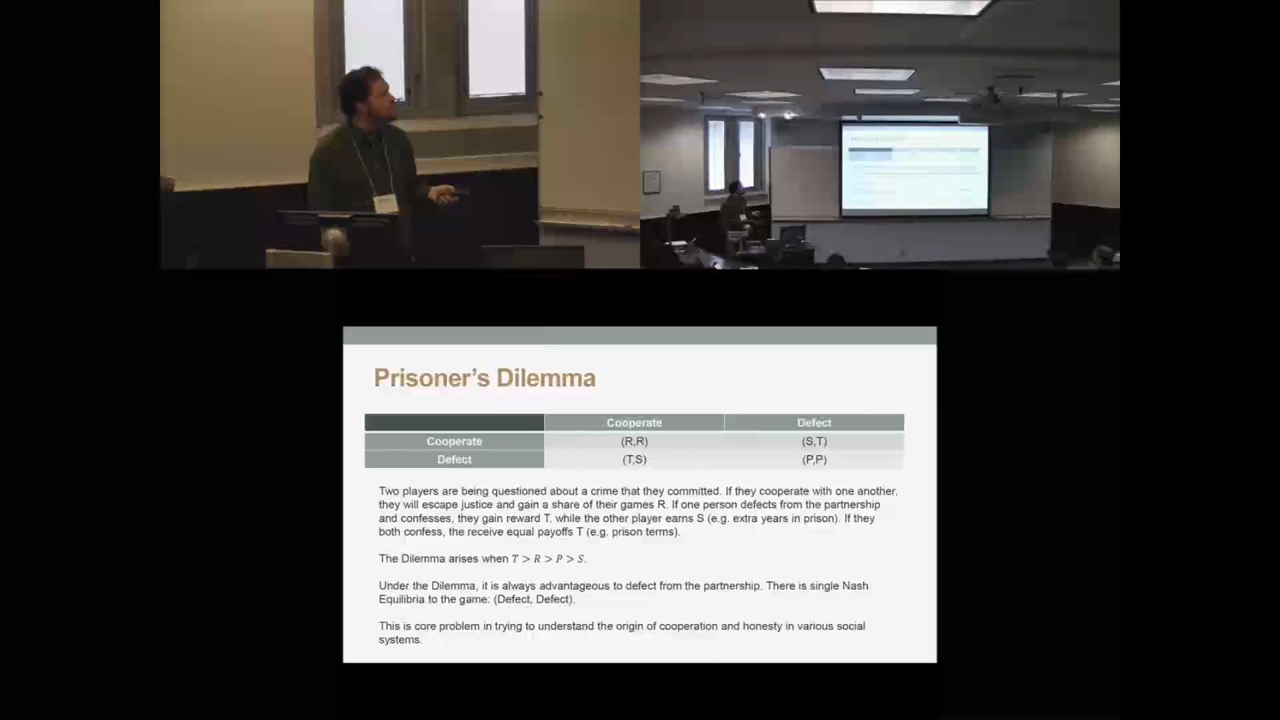 Prisoner's Dilemma
Cooperate Defect
Cooperate (R,R) (S,T)
Defect (T,S) (P,P)
Two players are being questioned about a crime that they committed. If they cooperate with one another,
they will escape justice and gain a share of their games R. If one person defects from the partnership
and confesses, they gain reward T, while the other player earns S (e.g. extra years in prison). If they
both confess, the receive equal payoffs T (e.g. prison terms).
The Dilemma arises when T > R > P > S.
Under the Dilemma, it is always advantageous to defect from the partnership. There is single Nash
Equilibria to the game: (Defect, Defect).
This is core problem in trying to understand the origin of cooperation and honesty in various social
systems.